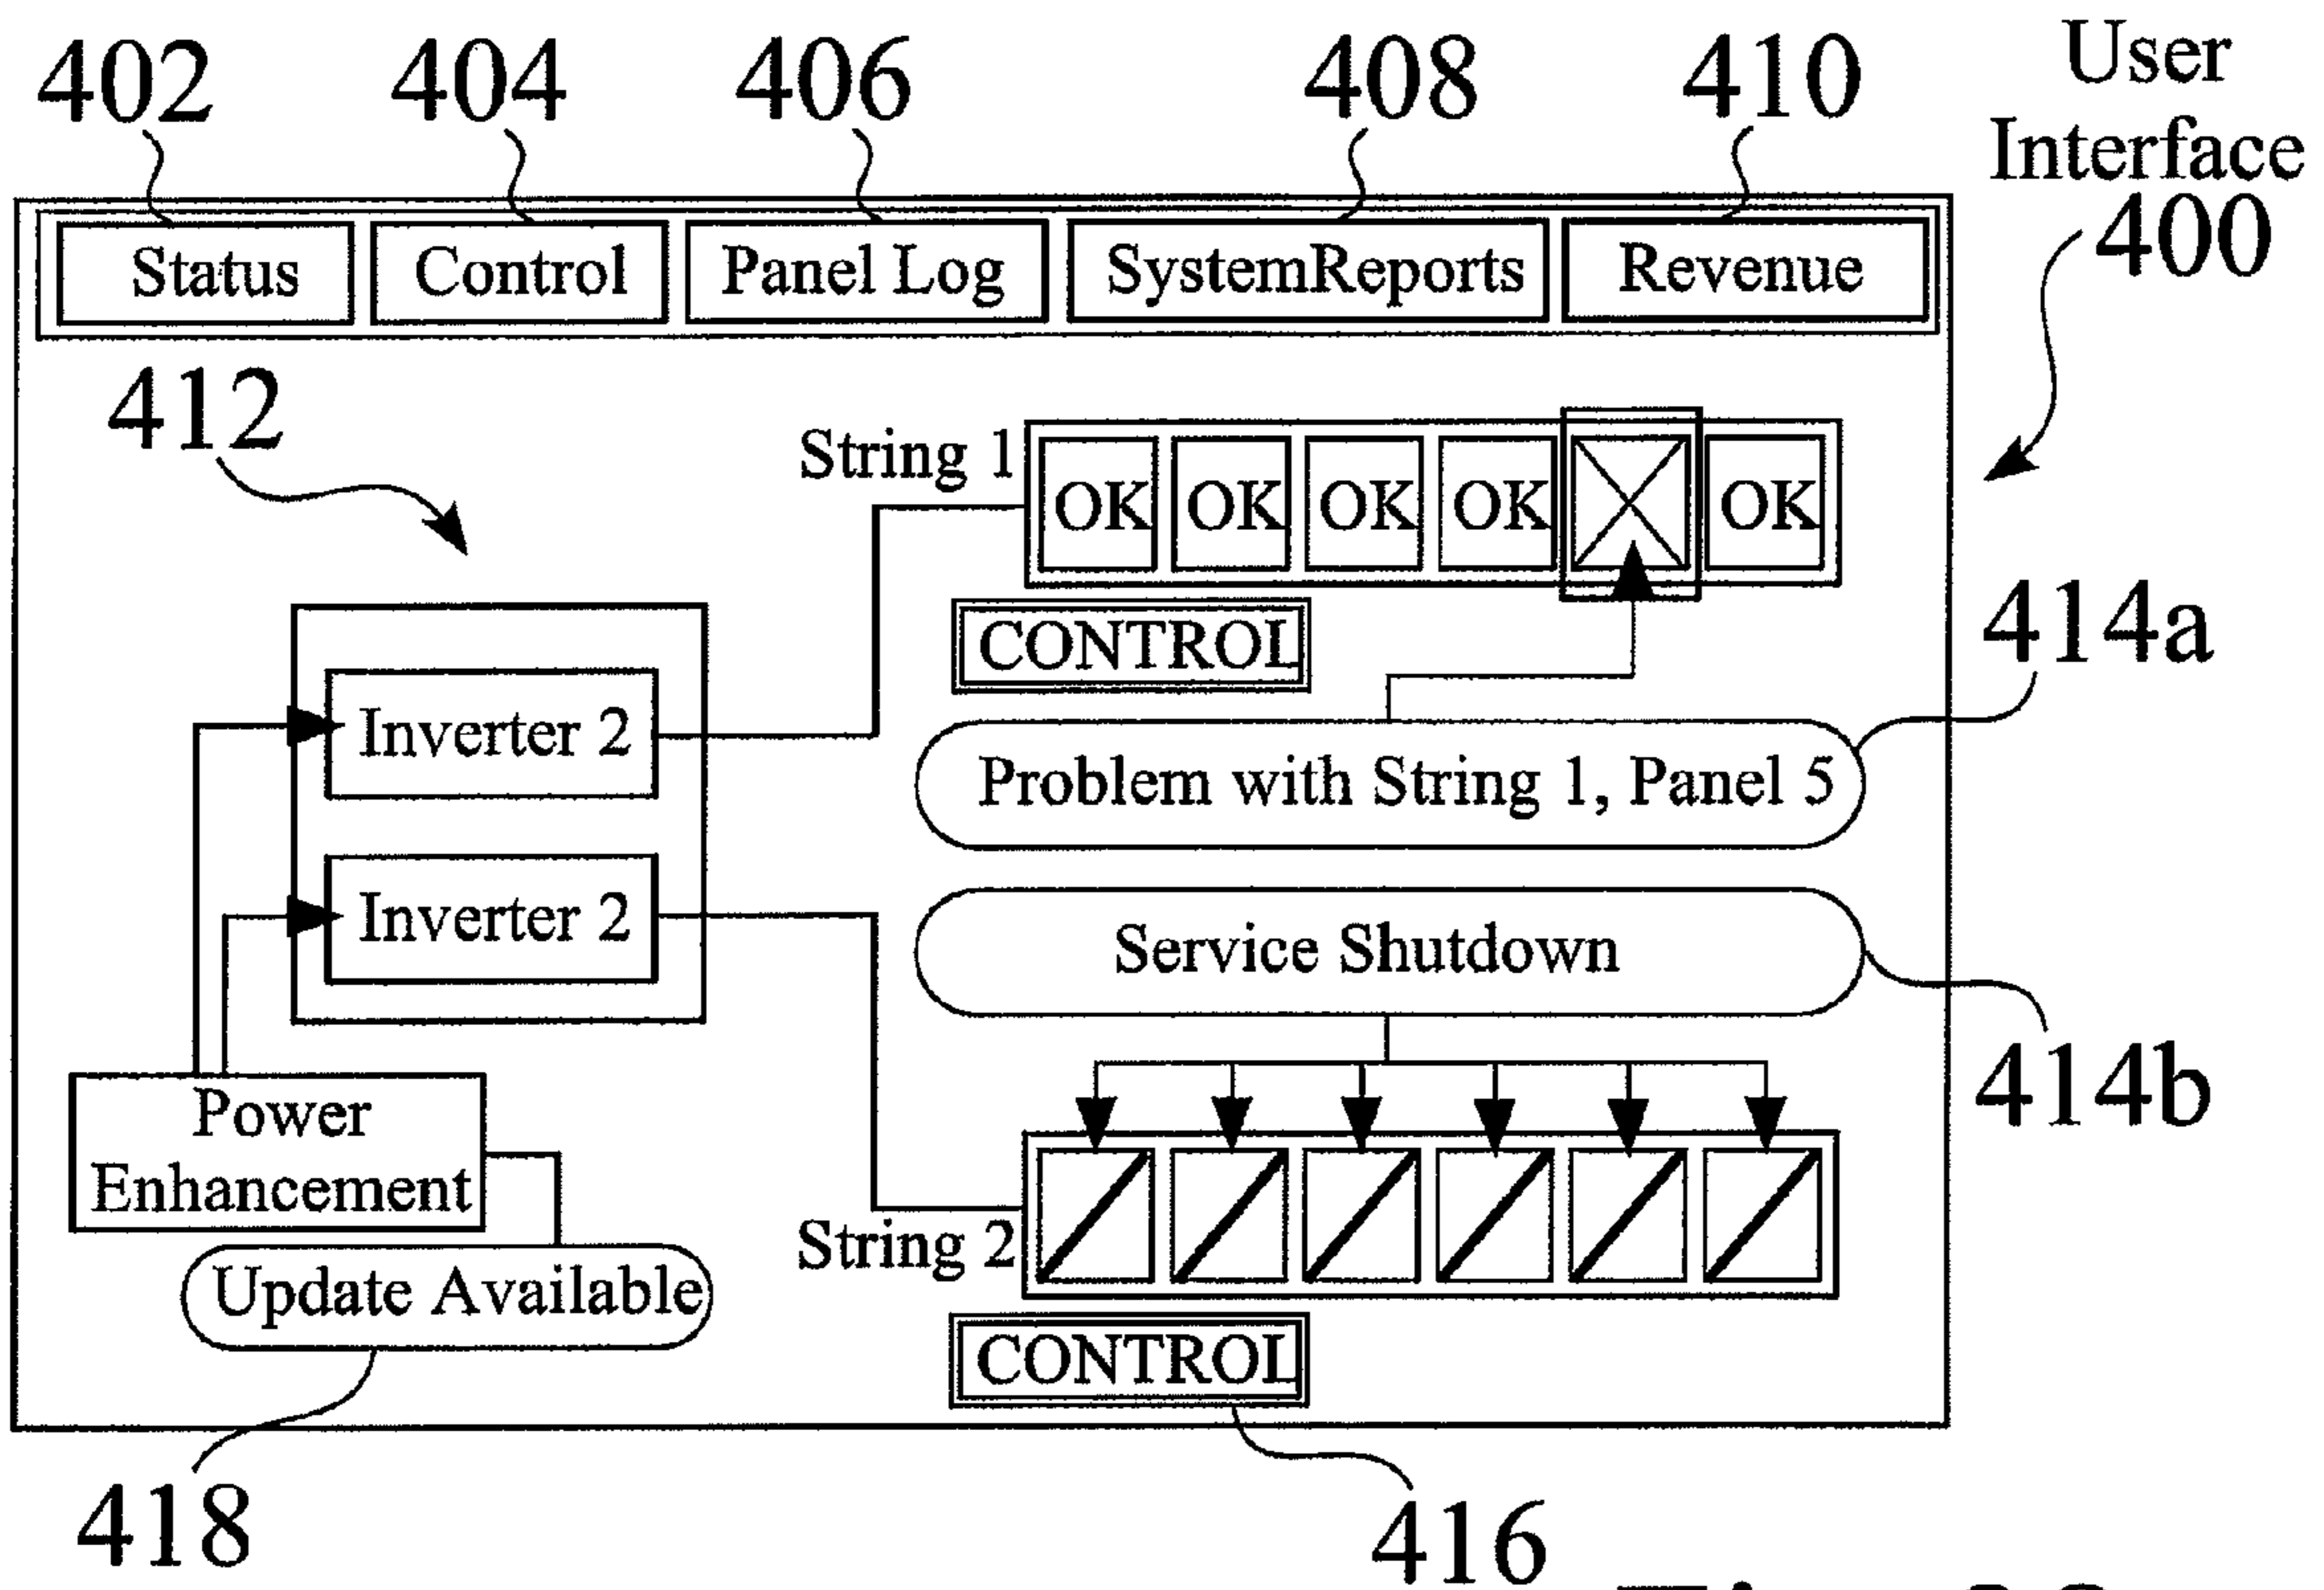 402 404 406 408 410 User
Interface
400
Status Control Panel Log SystemReports Revenue
412
String 1 OK OK OK OK OK
CONTROL
414a
Inverter 2
Problem with String 1, Panel 5
Inverter 2
Service Shutdown
414b
Power
Enhancement
String 2
Update Available
CONTROL
418
416